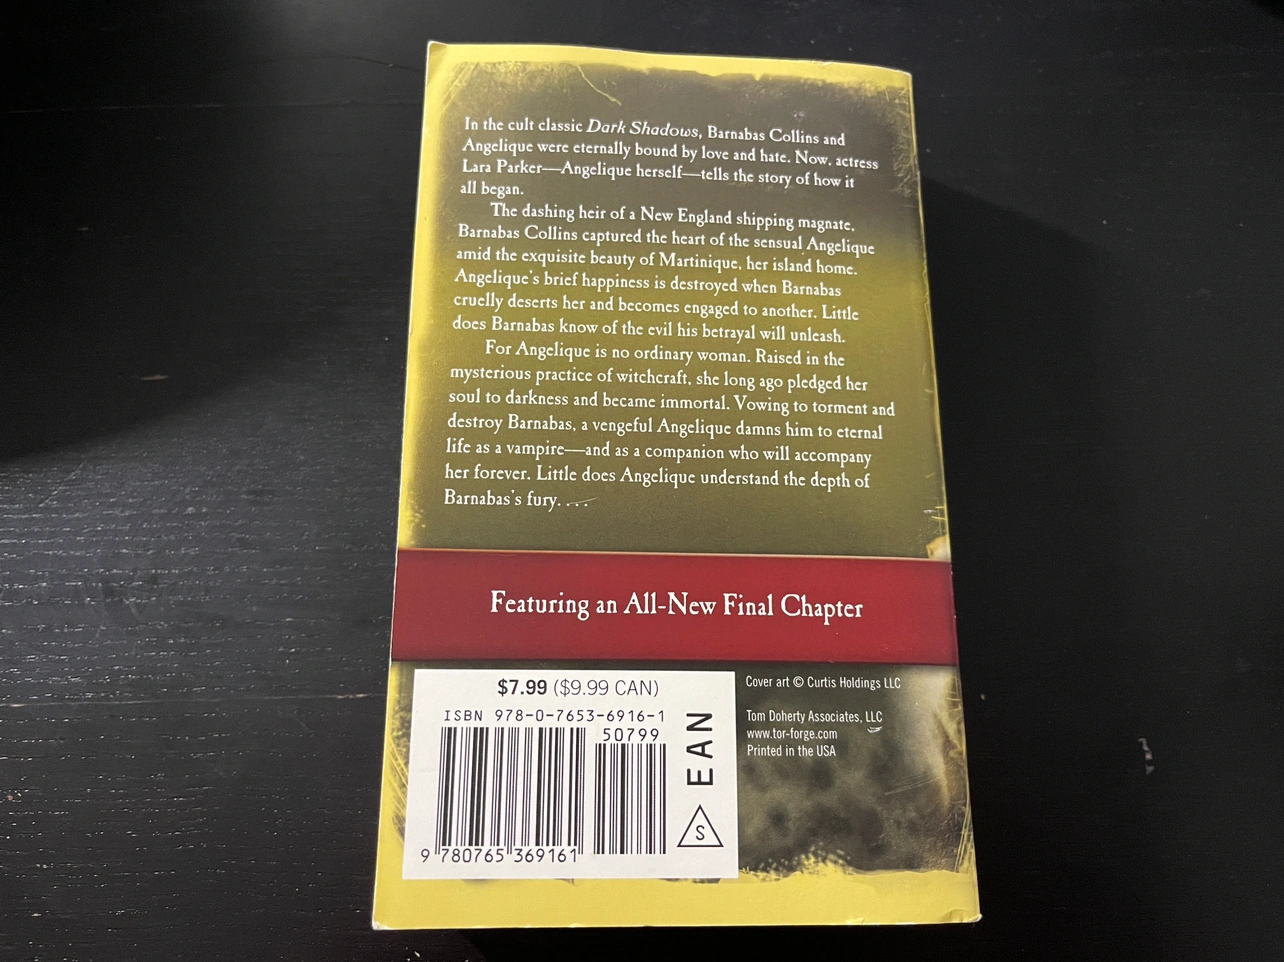 In the cult classic Dark Shadows, Barnabas Collins and
Angelique were eternally bound by love and hate. Now, actress
Lara Parker—Angelique herself—tells the story of how it
all began.
The dashing heir of a New England shipping magnate,
Barnabas Collins captured the heart of the sensual Angelique
amid the exquisite beauty of Martinique, her island home.
Angelique's brief happiness is destroyed when Barnabas
cruelly deserts her and becomes engaged to another. Little
does Barnabas know of the evil his betrayal will unleash.
For Angelique is no ordinary woman. Raised in the
mysterious practice of witchcraft, she long ago pledged her
soul to darkness and became immortal. Vowing to torment and
destroy Barnabas, a vengeful Angelique damns him to eternal
life as a vampire—and as a companion who will accompany
her forever. Little does Angelique understand the depth of
Barnabas's fury. . . .
Featuring an All-New Final Chapter
$7.99 ($9.99 CAN)
ISBN 978-0-7653-6916-1
50799
EAN
S
9 780765 369161
Cover art © Curtis Holdings LLC
Tom Doherty Associates, LLC
www.tor-forge.com
Printed in the USA